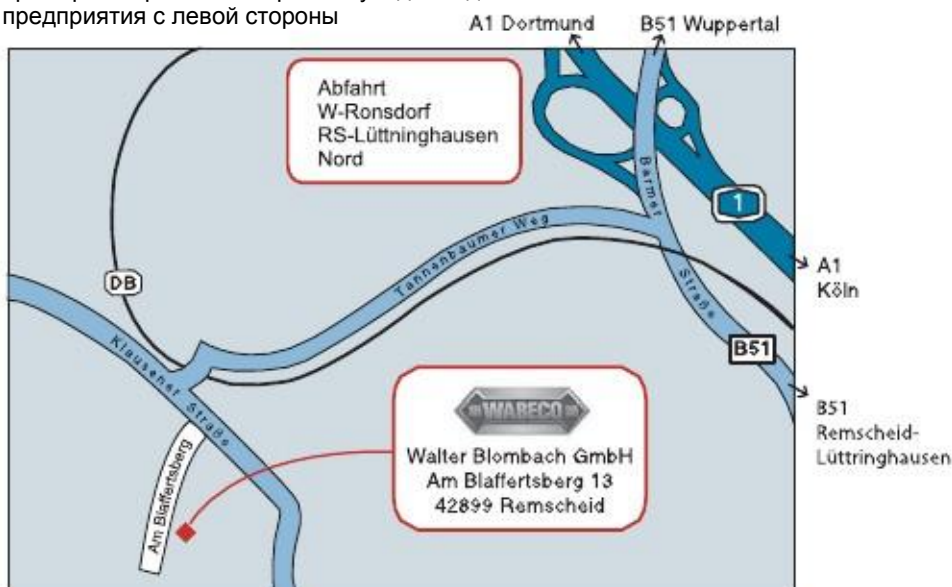 предприятия с левой стороны
A1 Dortmund
B51 Wuppertal
Abfahrt
W-Ronsdorf
RS-Lüttninghausen
Nord
Barmer Straße
1
Tannenbaumer Weg
A1
Köln
DB
B51
Klausener Straße
WABECO
Walter Blombach GmbH
Am Blaffertsberg 13
42899 Remscheid
B51
Remscheid-
Lüttringhausen
Am Blaffertsberg